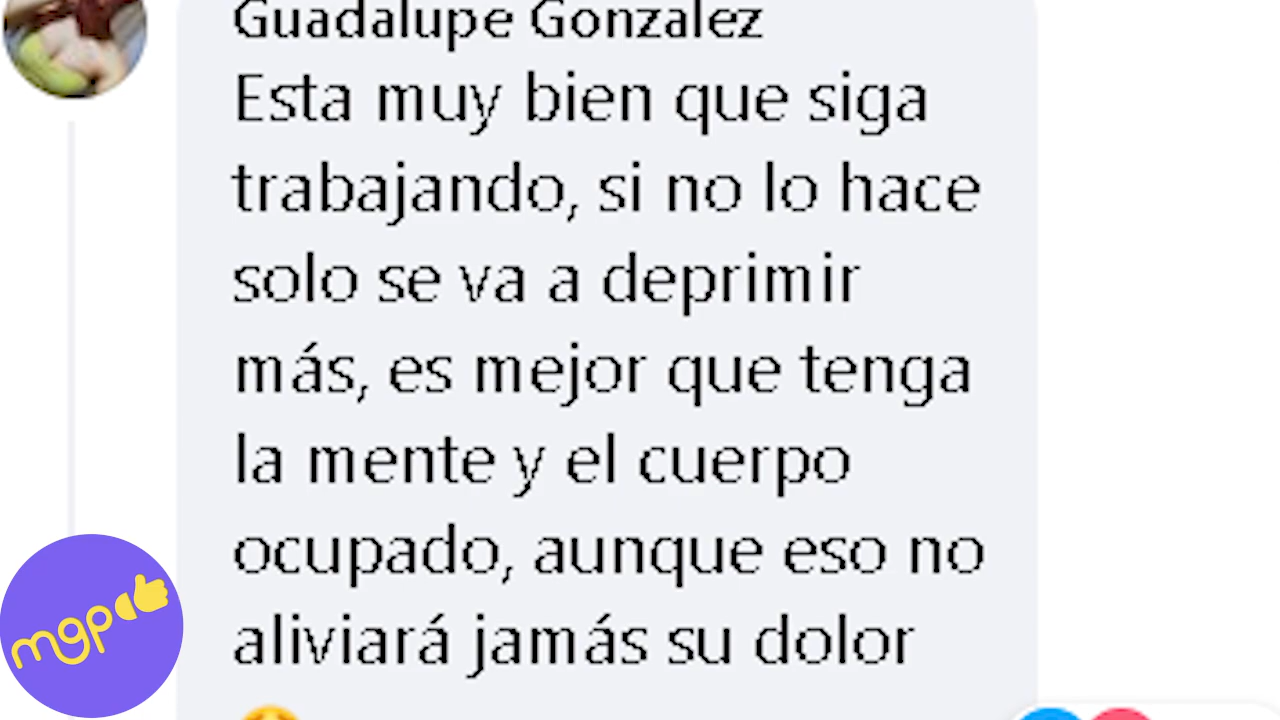 Guadalupe Gonzalez
Esta muy bien que siga
trabajando, si no lo hace
solo se va a deprimir
más, es mejor que tenga
la mente y el cuerpo
ocupado, aunque eso no
aliviará jamás su dolor
mgp